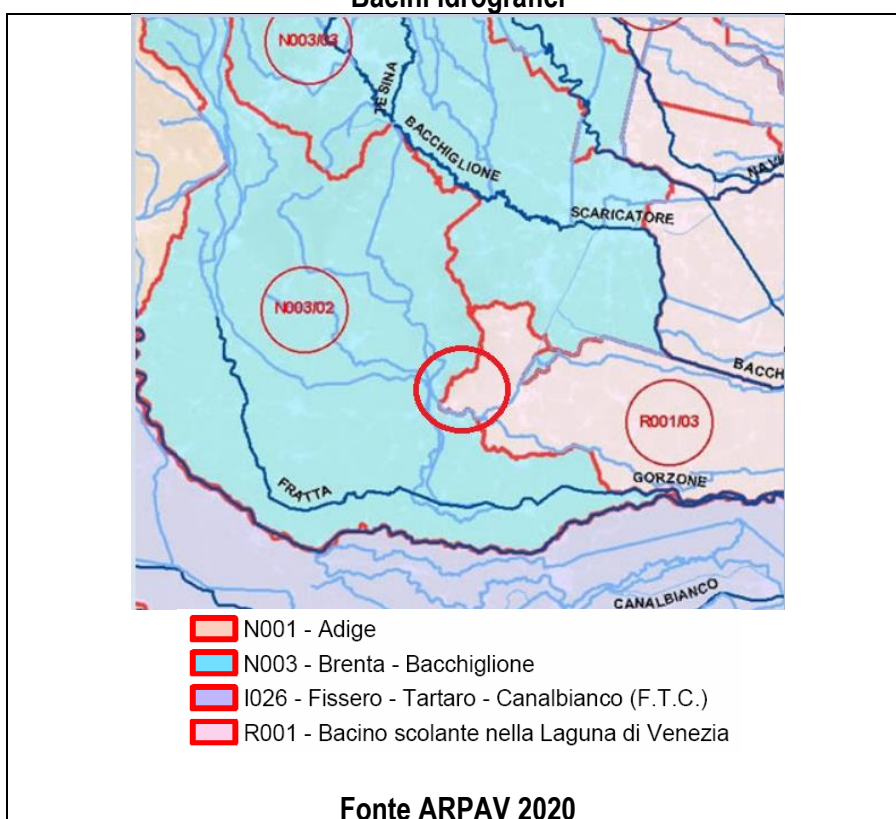 Bacini Idrografici
N003/03
TESINA
BACCHIGLIONE
SCARICATORE
N003/02
BACCH
R001/03
GORZONE
FRATTA
CANALBIANCO
N001 - Adige
N003 - Brenta - Bacchiglione
I026 - Fissero - Tartaro - Canalbianco (F.T.C.)
R001 - Bacino scolante nella Laguna di Venezia
Fonte ARPAV 2020